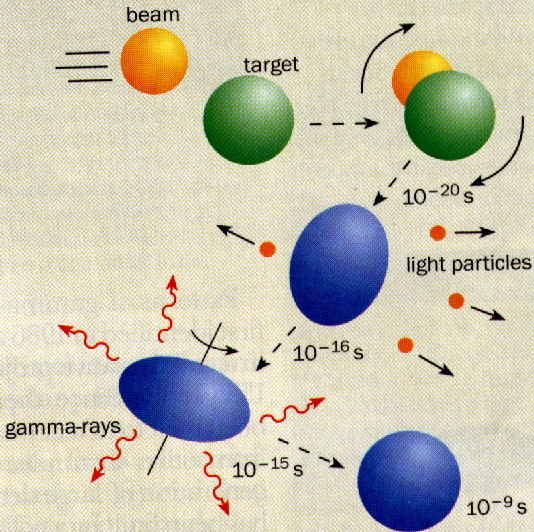 beam
target
10⁻²⁰ s
light particles
10⁻¹⁶ s
gamma-rays
10⁻¹⁵ s
10⁻⁹ s